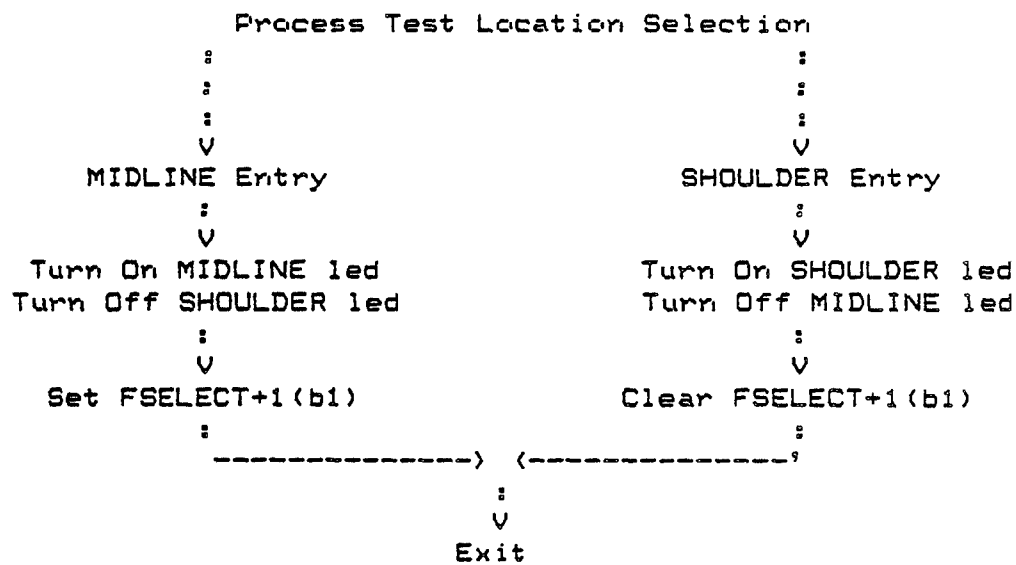 Process Test Location Selection
: :
: :
: :
V V
MIDLINE Entry SHOULDER Entry
: :
V V
Turn On MIDLINE led Turn On SHOULDER led
Turn Off SHOULDER led Turn Off MIDLINE led
: :
V V
Set FSELECT+1(b1) Clear FSELECT+1(b1)
: :
--------------> <--------------'
:
V
Exit